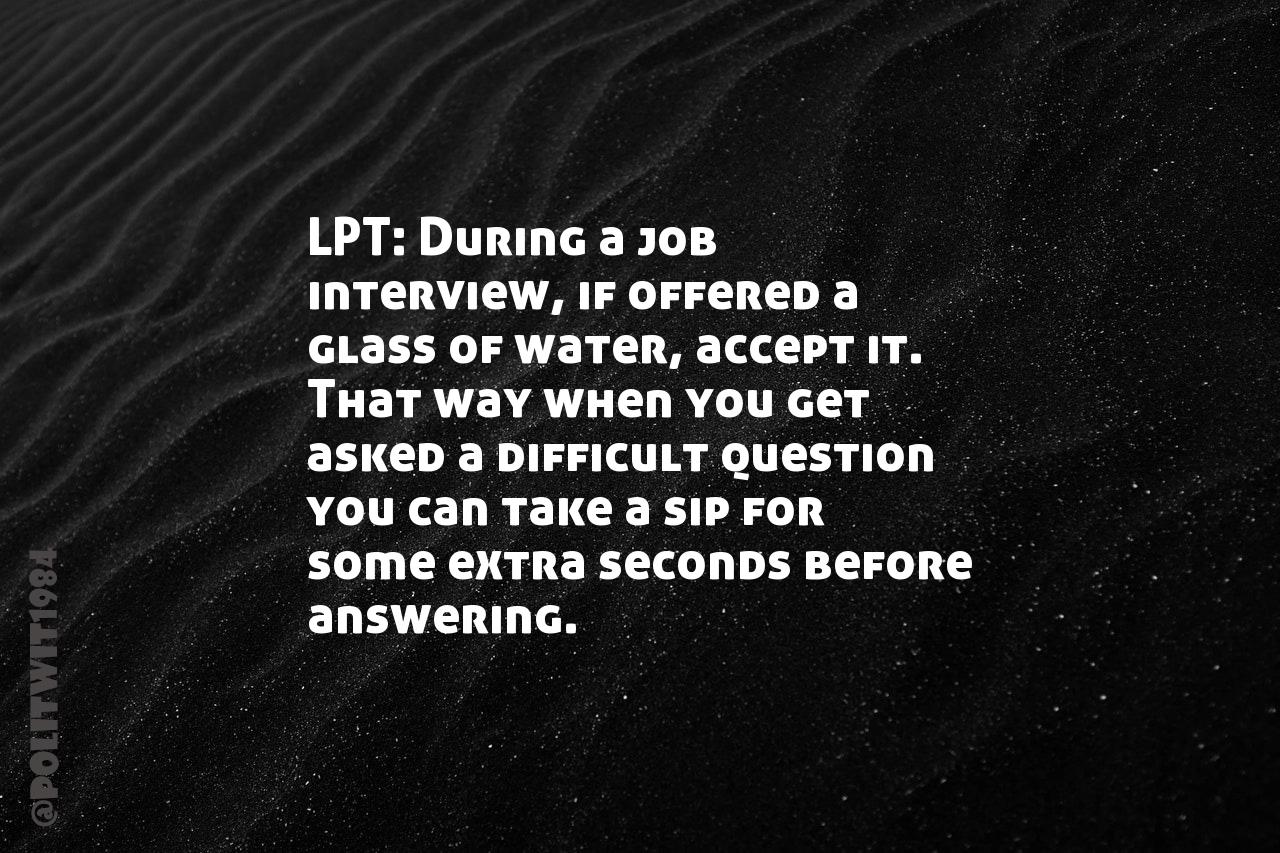 LPT: During a job
interview, if offered a
glass of water, accept it.
That way when you get
asked a difficult question
you can take a sip for
some extra seconds before
answering.
@POLITWIT1984